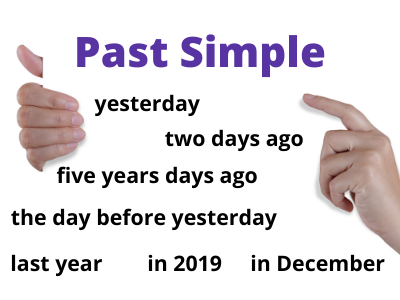 Past Simple
yesterday
two days ago
five years days ago
the day before yesterday
last year in 2019 in December